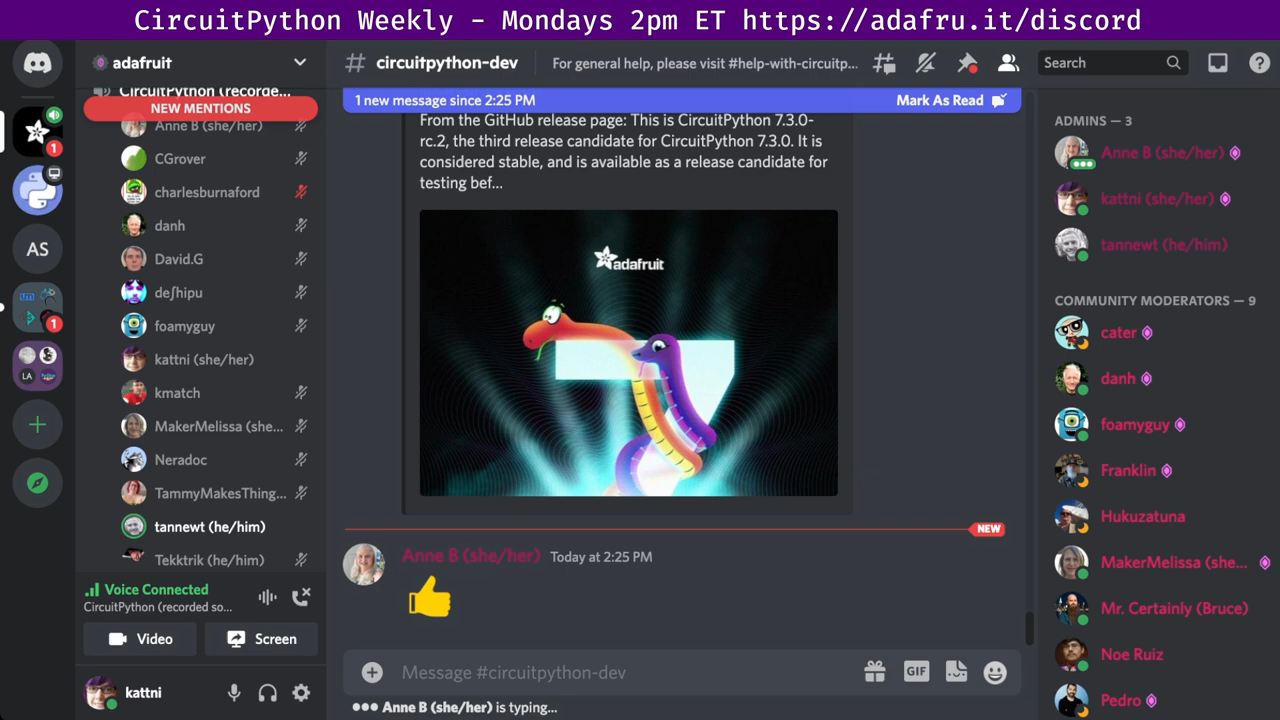 CircuitPython Weekly - Mondays 2pm ET https://adafru.it/discord
adafruit
CircuitPython (recorde...
NEW MENTIONS
Anne B (she/her)
CGrover
charlesburnaford
danh
David.G
deʃhipu
foamyguy
kattni (she/her)
kmatch
MakerMelissa (she...
Neradoc
TammyMakesThing...
tannewt (he/him)
Tekktrik (he/him)
Voice Connected
CircuitPython (recorded so...
Video
Screen
kattni
1
AS
1
LA
# circuitpython-dev
For general help, please visit #help-with-circuitp...
Search
1 new message since 2:25 PM
Mark As Read
From the GitHub release page: This is CircuitPython 7.3.0-
rc.2, the third release candidate for CircuitPython 7.3.0. It is
considered stable, and is available as a release candidate for
testing bef...
adafruit
7
NEW
Anne B (she/her) Today at 2:25 PM
Message #circuitpython-dev
GIF
Anne B (she/her) is typing...
ADMINS — 3
Anne B (she/her)
kattni (she/her)
tannewt (he/him)
COMMUNITY MODERATORS — 9
cater
danh
foamyguy
Franklin
Hukuzatuna
MakerMelissa (she...
Mr. Certainly (Bruce)
Noe Ruiz
Pedro